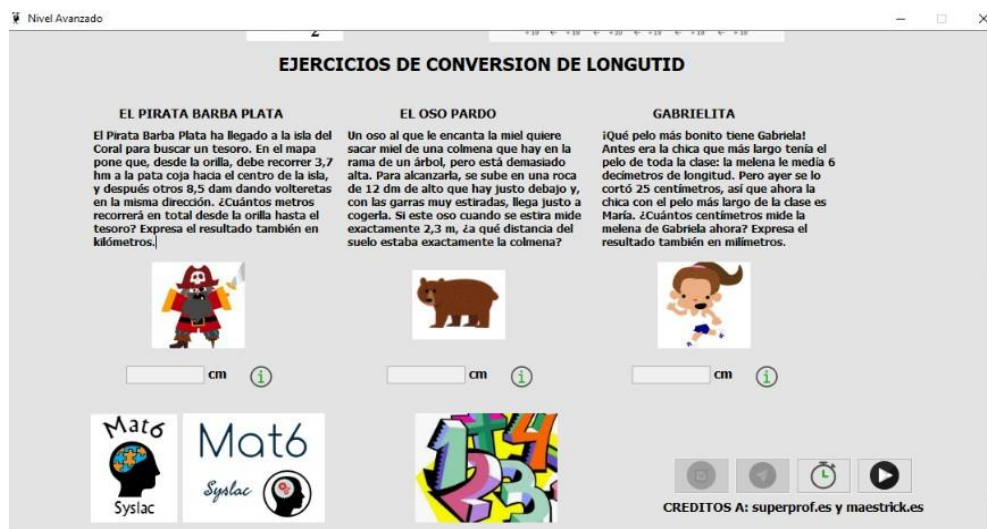 Nivel Avanzado
2
EJERCICIOS DE CONVERSION DE LONGUTID
EL PIRATA BARBA PLATA
El Pirata Barba Plata ha llegado a la isla del
Coral para buscar un tesoro. En el mapa
pone que, desde la orilla, debe recorrer 3,7
hm a la pata coja hacia el centro de la isla,
y después otros 8,5 dam dando volteretas
en la misma dirección. ¿Cuántos metros
recorrerá en total desde la orilla hasta el
tesoro? Expresa el resultado también en
kilómetros.
EL OSO PARDO
Un oso al que le encanta la miel quiere
sacar miel de una colmena que hay en la
rama de un árbol, pero está demasiado
alta. Para alcanzarla, se sube en una roca
de 12 dm de alto que hay justo debajo y,
con las garras muy estiradas, llega justo a
cogerla. Si este oso cuando se estira mide
exactamente 2,3 m, ¿a qué distancia del
suelo estaba exactamente la colmena?
GABRIELITA
¡Qué pelo más bonito tiene Gabriela!
Antes era la chica que más largo tenía el
pelo de toda la clase: la melena le medía 6
decímetros de longitud. Pero ayer se lo
cortó 25 centímetros, así que ahora la
chica con el pelo más largo de la clase es
María. ¿Cuántos centímetros mide la
melena de Gabriela ahora? Expresa el
resultado también en milímetros.
cm
cm
cm
Mat6
Syslac
Mat6
Syslac
1 + 4
2 3
CREDITOS A: superprof.es y maestrick.es